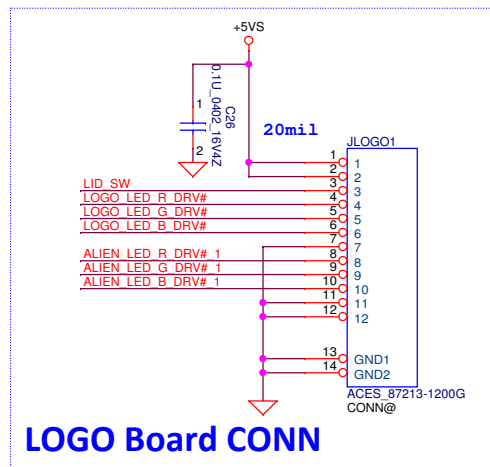 +5VS
1
2
0.1U_0402_16V4Z
C26
20mil
JLOGO1
1 1
2 2
LID_SW 3 3
LOGO_LED_R_DRV# 4 4
LOGO_LED_G_DRV# 5 5
LOGO_LED_B_DRV# 6 6
7 7
ALIEN_LED_R_DRV#_1 8 8
ALIEN_LED_G_DRV#_1 9 9
ALIEN_LED_B_DRV#_1 10 10
11 11
12 12
13 GND1
14 GND2
ACES_87213-1200G
CONN@
LOGO Board CONN